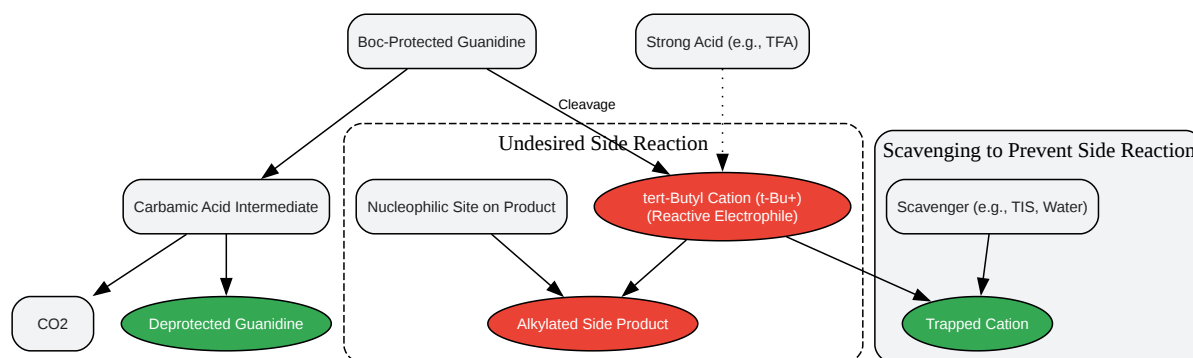 Boc-Protected Guanidine
Strong Acid (e.g., TFA)
Cleavage
Undesired Side Reaction
Scavenging to Prevent Side Reaction
Carbamic Acid Intermediate
Nucleophilic Site on Product
tert-Butyl Cation (t-Bu+)
(Reactive Electrophile)
Scavenger (e.g., TIS, Water)
CO2
Deprotected Guanidine
Alkylated Side Product
Trapped Cation